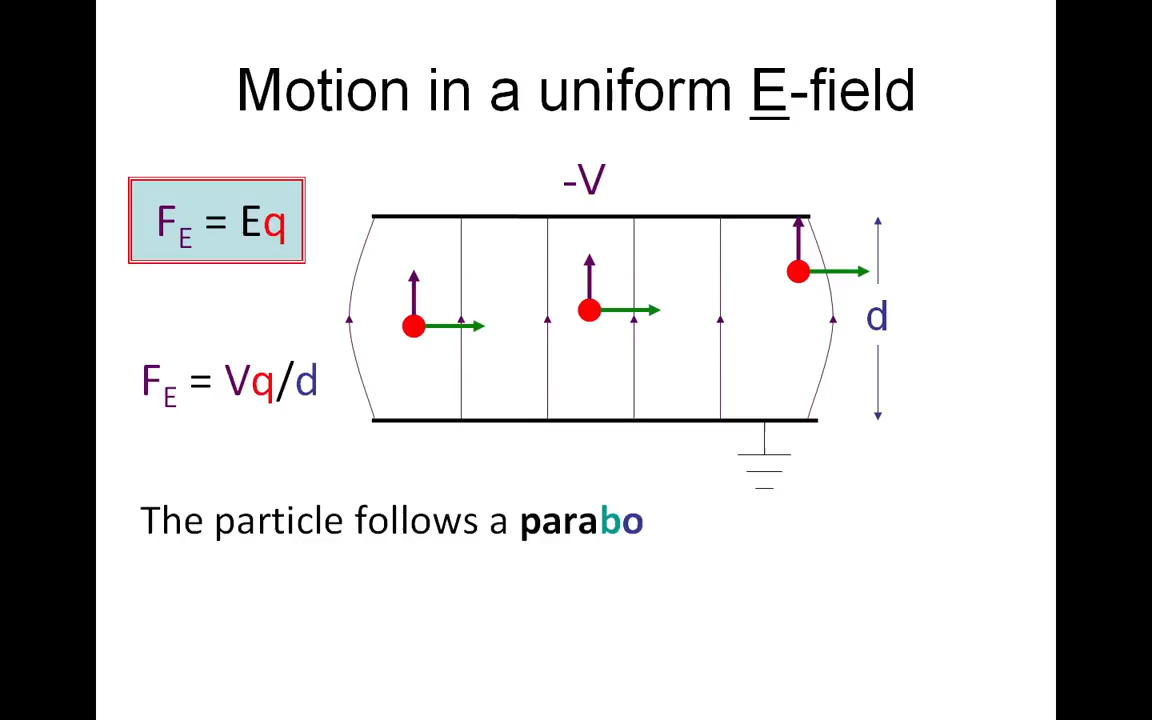 Motion in a uniform E-field
-V
F_E = Eq
d
F_E = Vq/d
The particle follows a parabo